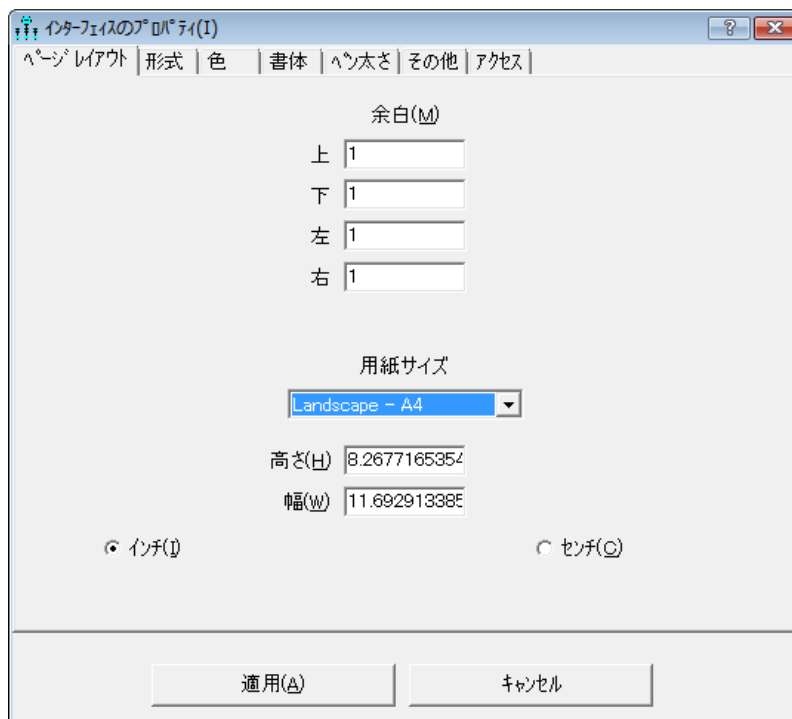 インターフェイスのプロパティ(I)
ページレイアウト 形式 色 書体 ペン太さ その他 アクセス
余白(M)
上 1
下 1
左 1
右 1
用紙サイズ
Landscape - A4
高さ(H) 8.2677165354
幅(W) 11.692913385
インチ(I) センチ(C)
適用(A) キャンセル